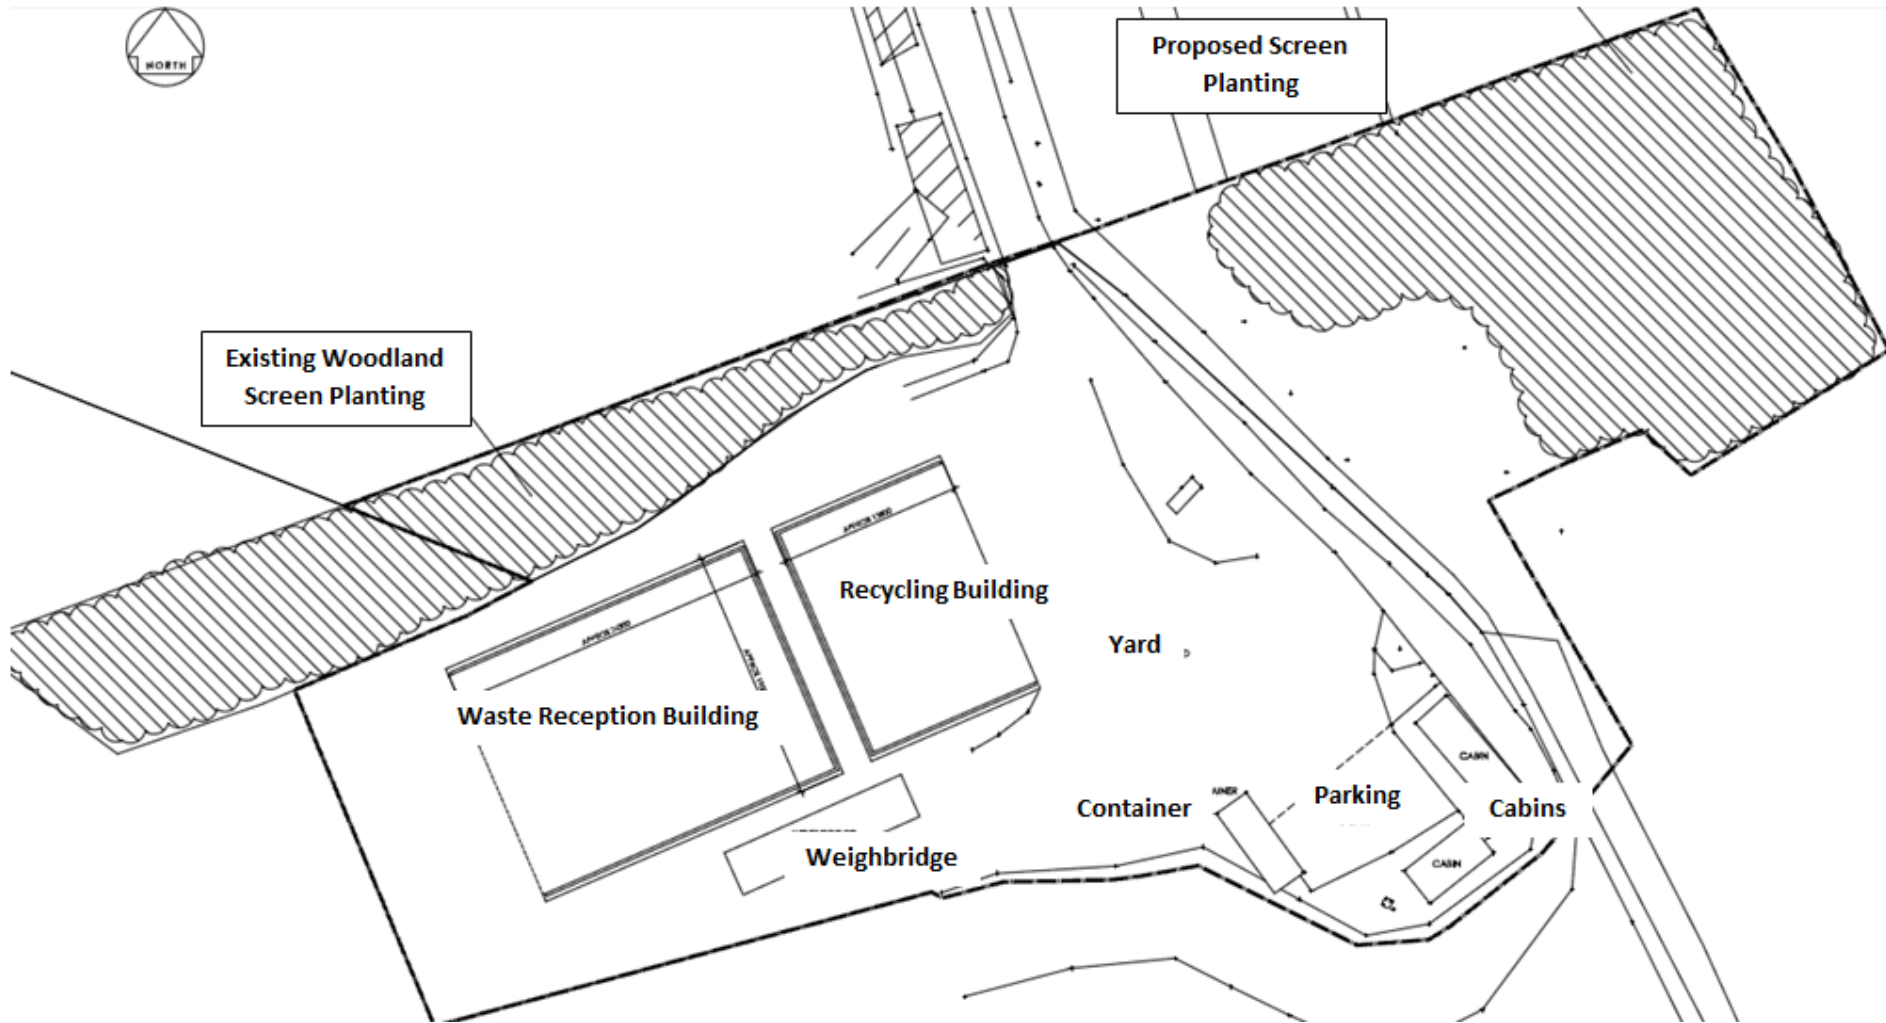 NORTH
Proposed Screen
Planting
Existing Woodland
Screen Planting
Recycling Building
Yard
Waste Reception Building
CABIN
Container
Parking
Cabins
Weighbridge
CABIN